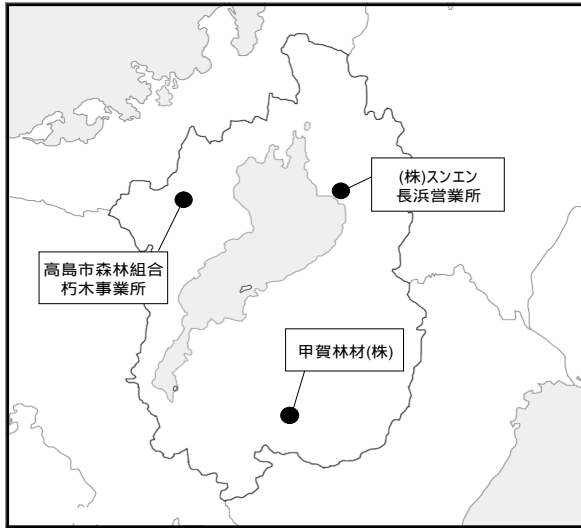 (株)スンエン
長浜営業所
高島市森林組合
朽木事業所
甲賀林材(株)